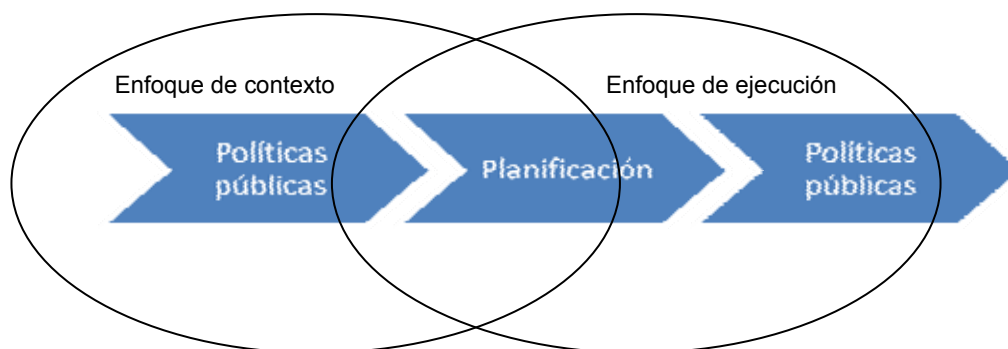 Enfoque de contexto
Enfoque de ejecución
Políticas
públicas
Planificación
Políticas
públicas